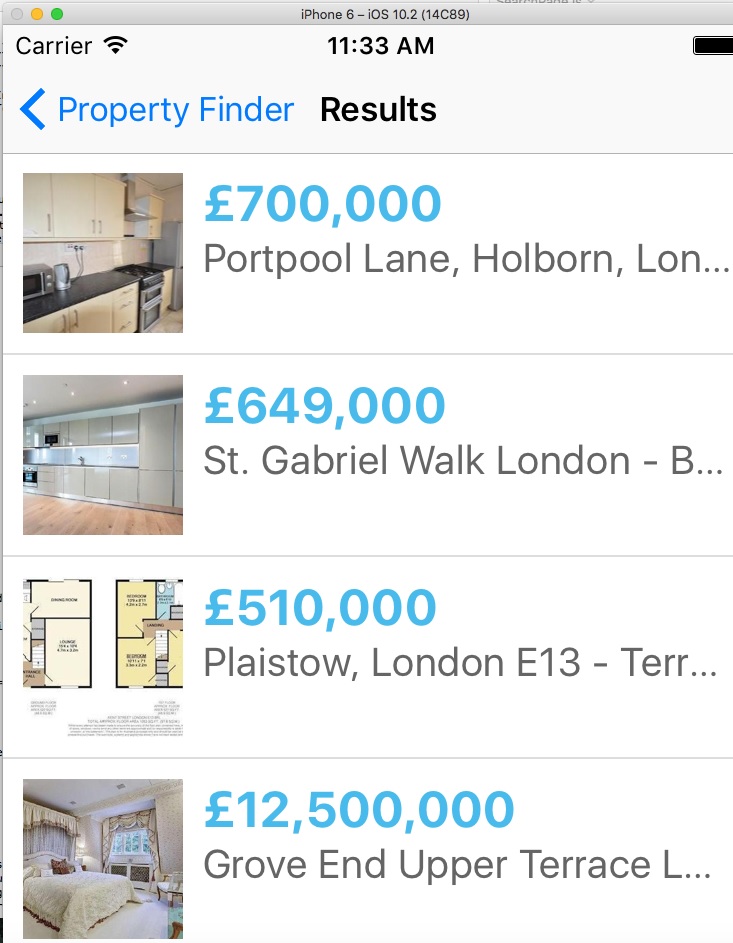 iPhone 6 – iOS 10.2 (14C89)
Carrier
11:33 AM
Property Finder
Results
£700,000
Portpool Lane, Holborn, Lon...
£649,000
St. Gabriel Walk London - B...
DINING ROOM
LOUNGE
BEDROOM
LANDING
BEDROOM
£510,000
Plaistow, London E13 - Terr...
£12,500,000
Grove End Upper Terrace L...